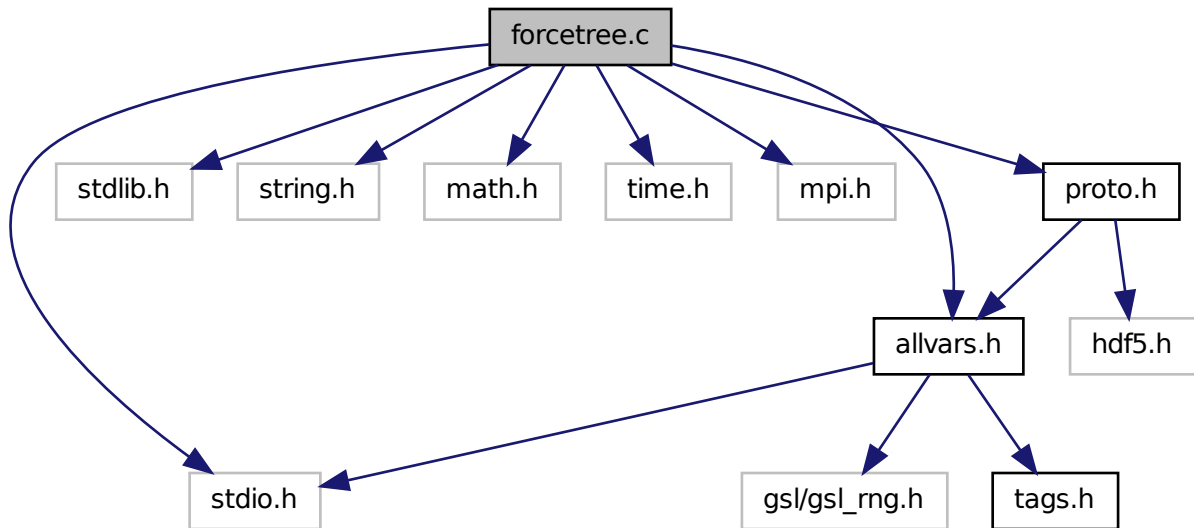 forcetree.c
stdlib.h
string.h
math.h
time.h
mpi.h
proto.h
allvars.h
hdf5.h
stdio.h
gsl/gsl_rng.h
tags.h